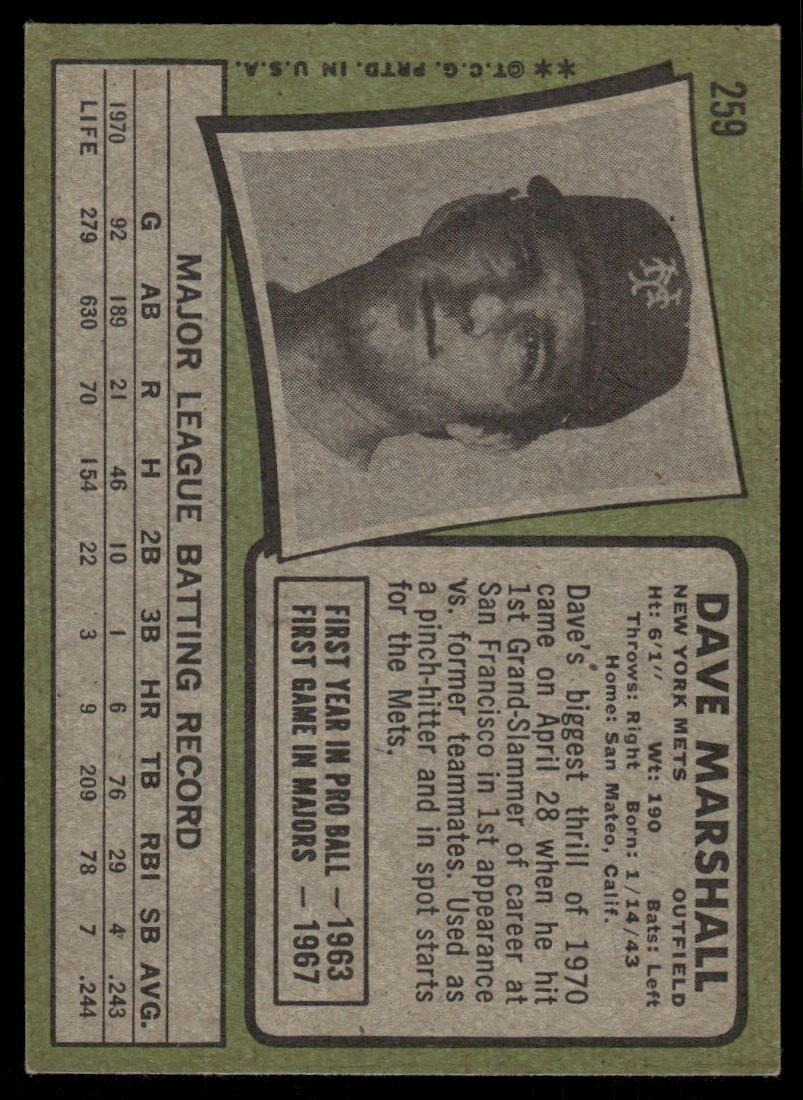 259
**©T.C.G. PRTD. IN U.S.A.
NY
DAVE MARSHALL
NEW YORK METS OUTFIELD
Ht: 6'1" Wt: 190 Bats: Left
Throws: Right Born: 1/14/43
Home: San Mateo, Calif.
Dave's biggest thrill of 1970
came on April 28 when he hit
1st Grand-Slammer of career at
San Francisco in 1st appearance
vs. former teammates. Used as
a pinch-hitter and in spot starts
for the Mets.
FIRST YEAR IN PRO BALL — 1963
FIRST GAME IN MAJORS — 1967
MAJOR LEAGUE BATTING RECORD
G AB R H 2B 3B HR TB RBI SB AVG.
1970 92 189 21 46 10 1 6 76 29 4 .243
LIFE 279 630 70 154 22 3 9 209 78 7 .244